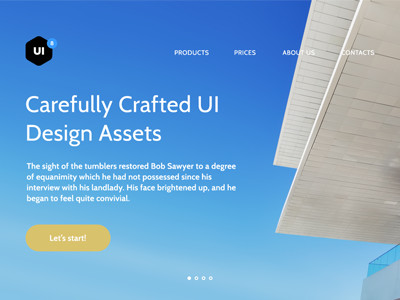 UI
8
PRODUCTS PRICES ABOUT US CONTACTS
Carefully Crafted UI
Design Assets
The sight of the tumblers restored Bob Sawyer to a degree
of equanimity which he had not possessed since his
interview with his landlady. His face brightened up, and he
began to feel quite convivial.
Let's start!